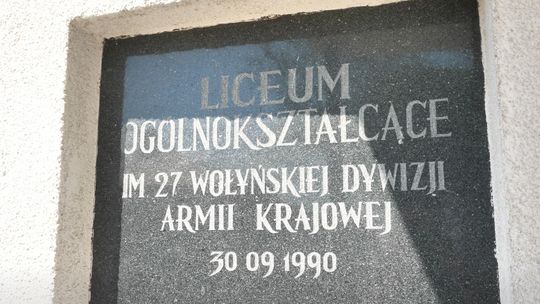 LICEUM
OGÓLNOKSZTAŁCĄCE
IM 27 WOŁYŃSKIEJ DYWIZJI
ARMII KRAJOWEJ
30 09 1990